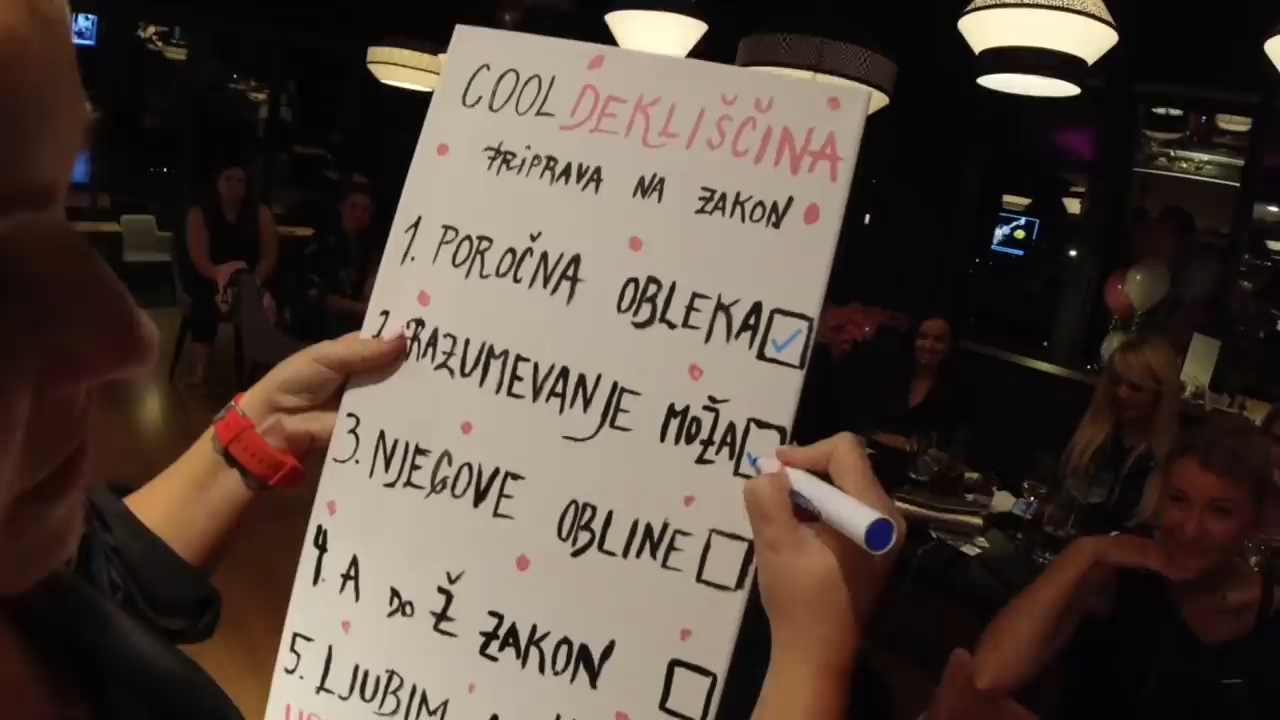 COOL DEKLIŠČINA
PRIPRAVA NA ZAKON
1. POROČNA OBLEKA
2. RAZUMEVANJE MOŽA
3. NJEGOVE OBLINE
4. A DO Ž ZAKON
5. LJUBIM